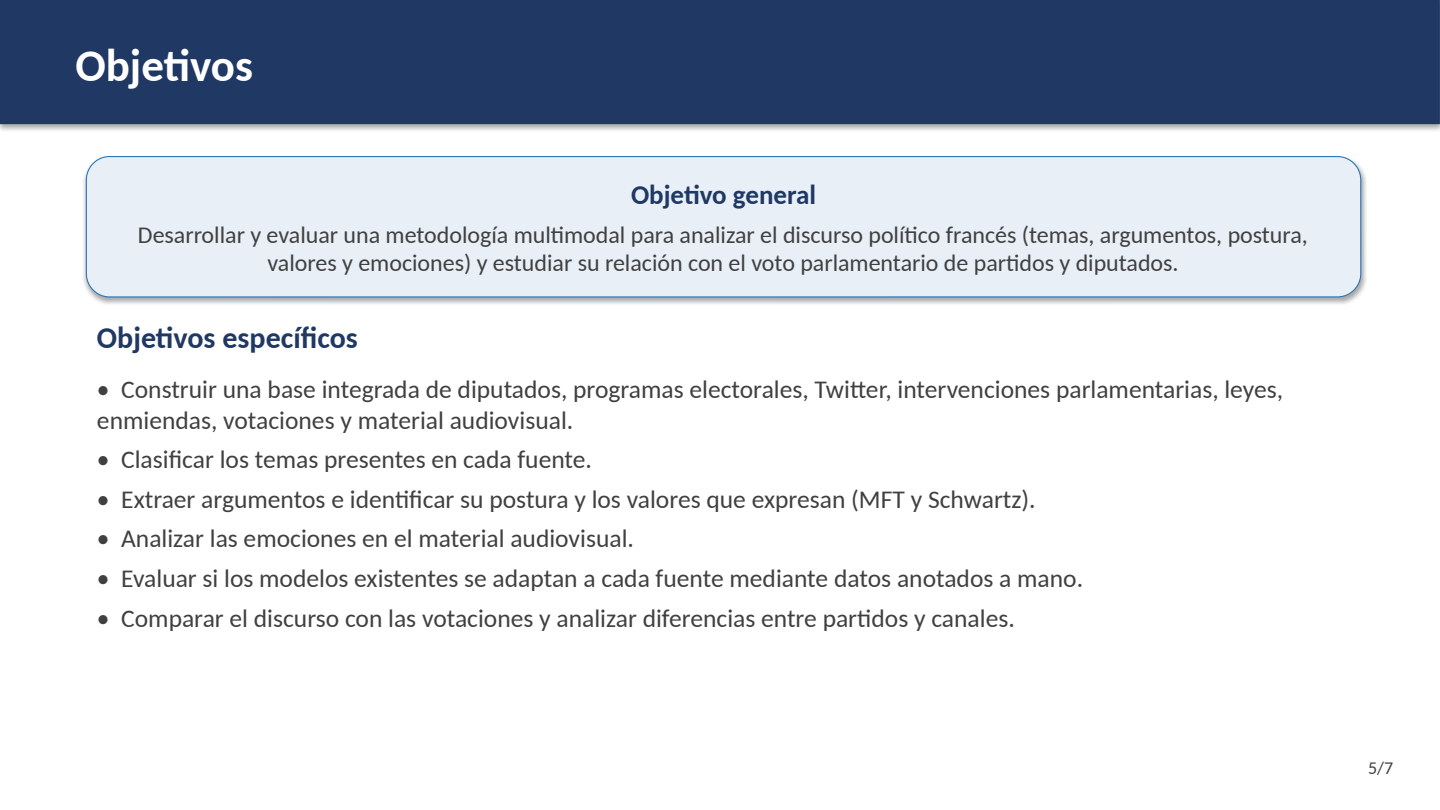 Objetivos
Objetivo general
Desarrollar y evaluar una metodología multimodal para analizar el discurso político francés (temas, argumentos, postura,
valores y emociones) y estudiar su relación con el voto parlamentario de partidos y diputados.
Objetivos específicos
• Construir una base integrada de diputados, programas electorales, Twitter, intervenciones parlamentarias, leyes,
enmiendas, votaciones y material audiovisual.
• Clasificar los temas presentes en cada fuente.
• Extraer argumentos e identificar su postura y los valores que expresan (MFT y Schwartz).
• Analizar las emociones en el material audiovisual.
• Evaluar si los modelos existentes se adaptan a cada fuente mediante datos anotados a mano.
• Comparar el discurso con las votaciones y analizar diferencias entre partidos y canales.
5/7